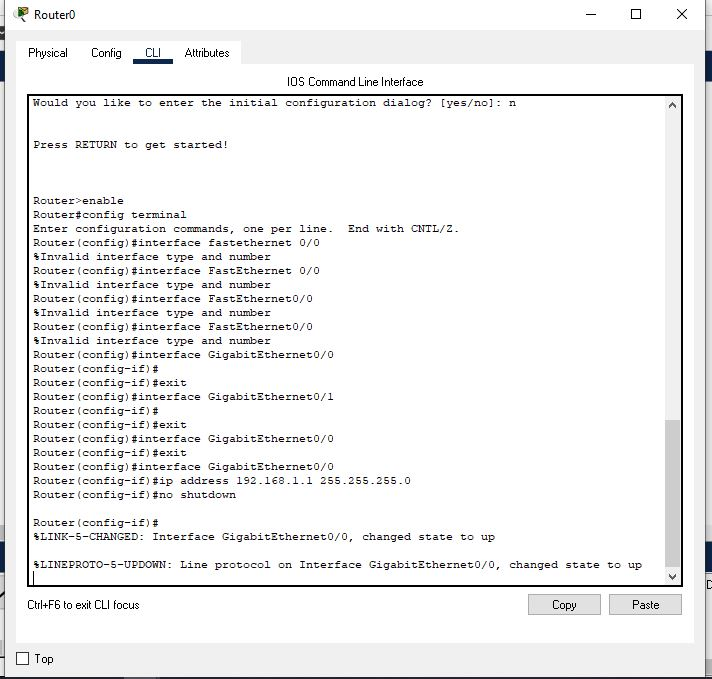 Router0
Physical Config CLI Attributes
IOS Command Line Interface
Would you like to enter the initial configuration dialog? [yes/no]: n
Press RETURN to get started!
Router>enable
Router#config terminal
Enter configuration commands, one per line.  End with CNTL/Z.
Router(config)#interface fastethernet 0/0
%Invalid interface type and number
Router(config)#interface FastEthernet 0/0
%Invalid interface type and number
Router(config)#interface FastEthernet0/0
%Invalid interface type and number
Router(config)#interface FastEthernet0/0
%Invalid interface type and number
Router(config)#interface GigabitEthernet0/0
Router(config-if)#
Router(config-if)#exit
Router(config)#interface GigabitEthernet0/1
Router(config-if)#
Router(config-if)#exit
Router(config)#interface GigabitEthernet0/0
Router(config-if)#exit
Router(config)#interface GigabitEthernet0/0
Router(config-if)#ip address 192.168.1.1 255.255.255.0
Router(config-if)#no shutdown
Router(config-if)#
%LINK-5-CHANGED: Interface GigabitEthernet0/0, changed state to up
%LINEPROTO-5-UPDOWN: Line protocol on Interface GigabitEthernet0/0, changed state to up
Ctrl+F6 to exit CLI focus
Copy Paste
Top